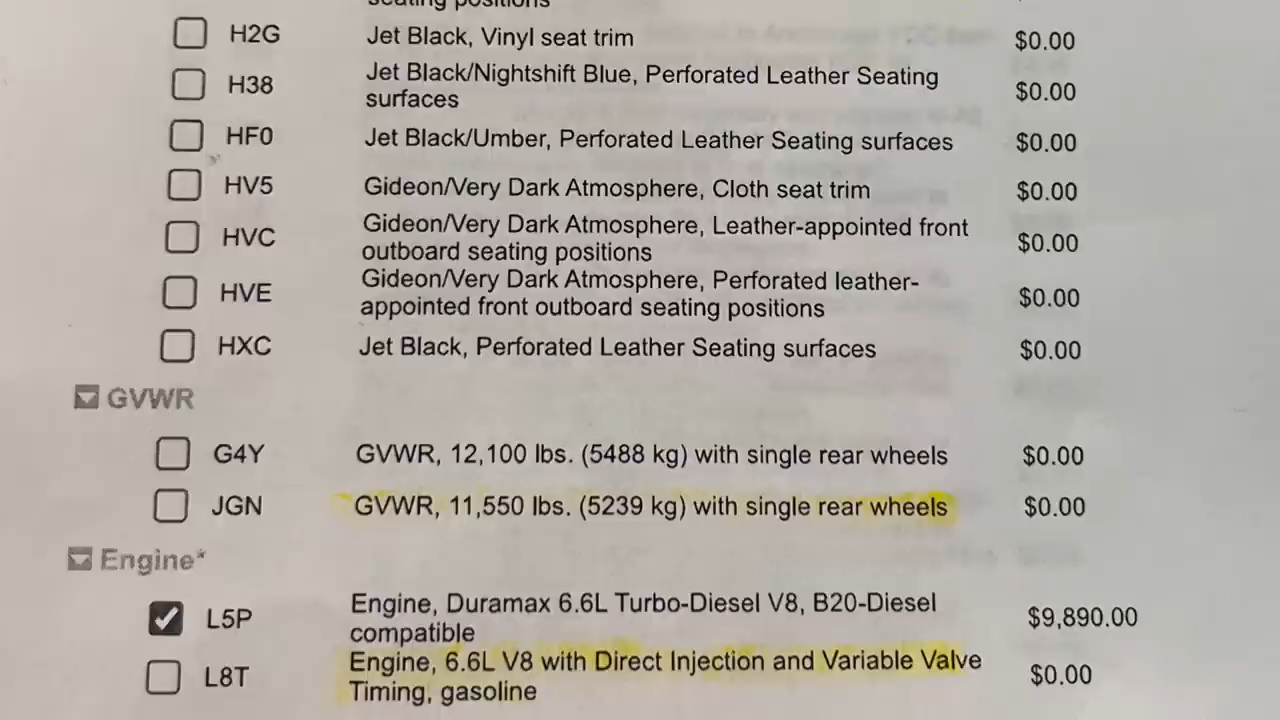 seating positions
H2G Jet Black, Vinyl seat trim $0.00
H38 Jet Black/Nightshift Blue, Perforated Leather Seating
surfaces $0.00
HF0 Jet Black/Umber, Perforated Leather Seating surfaces $0.00
HV5 Gideon/Very Dark Atmosphere, Cloth seat trim $0.00
HVC Gideon/Very Dark Atmosphere, Leather-appointed front
outboard seating positions $0.00
HVE Gideon/Very Dark Atmosphere, Perforated leather-
appointed front outboard seating positions $0.00
HXC Jet Black, Perforated Leather Seating surfaces $0.00
GVWR
G4Y GVWR, 12,100 lbs. (5488 kg) with single rear wheels $0.00
JGN GVWR, 11,550 lbs. (5239 kg) with single rear wheels $0.00
Engine*
L5P Engine, Duramax 6.6L Turbo-Diesel V8, B20-Diesel
compatible $9,890.00
L8T Engine, 6.6L V8 with Direct Injection and Variable Valve
Timing, gasoline $0.00